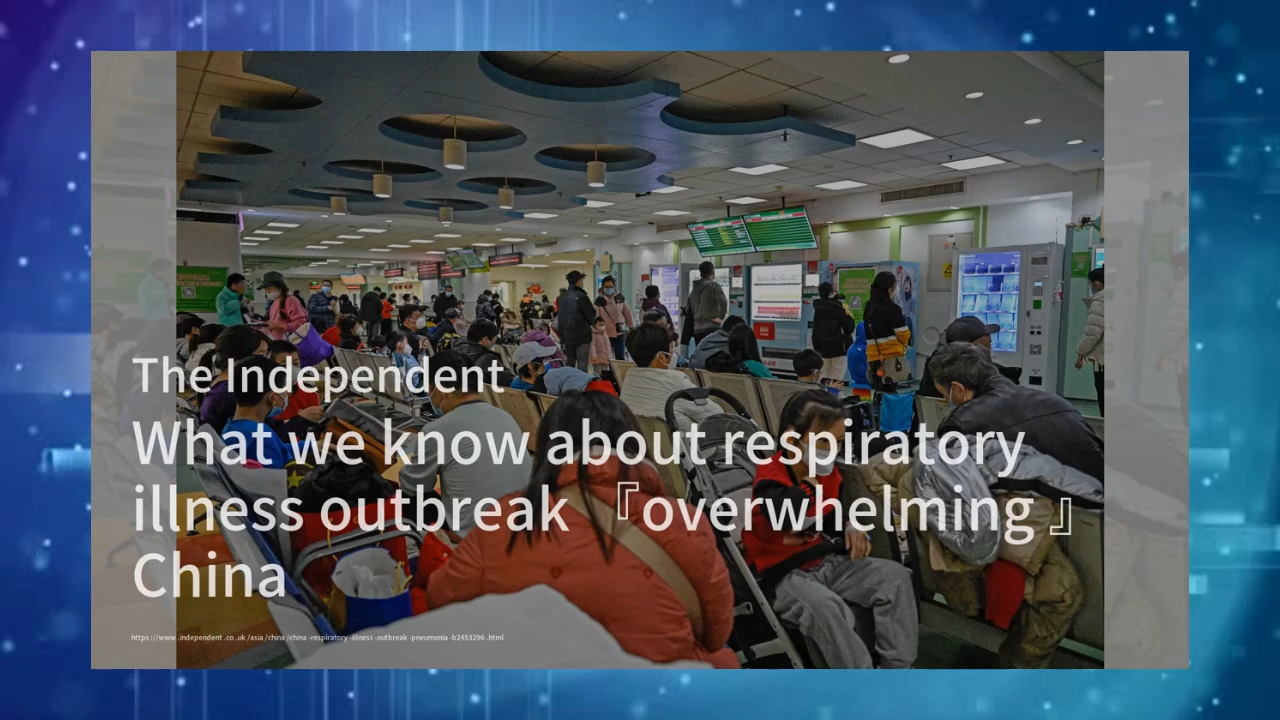 The Independent
What we know about respiratory
illness outbreak 『overwhelming 』
China
https://www.independent.co.uk/asia/china/china-respiratory-illness-outbreak-pneumonia-b2453296.html